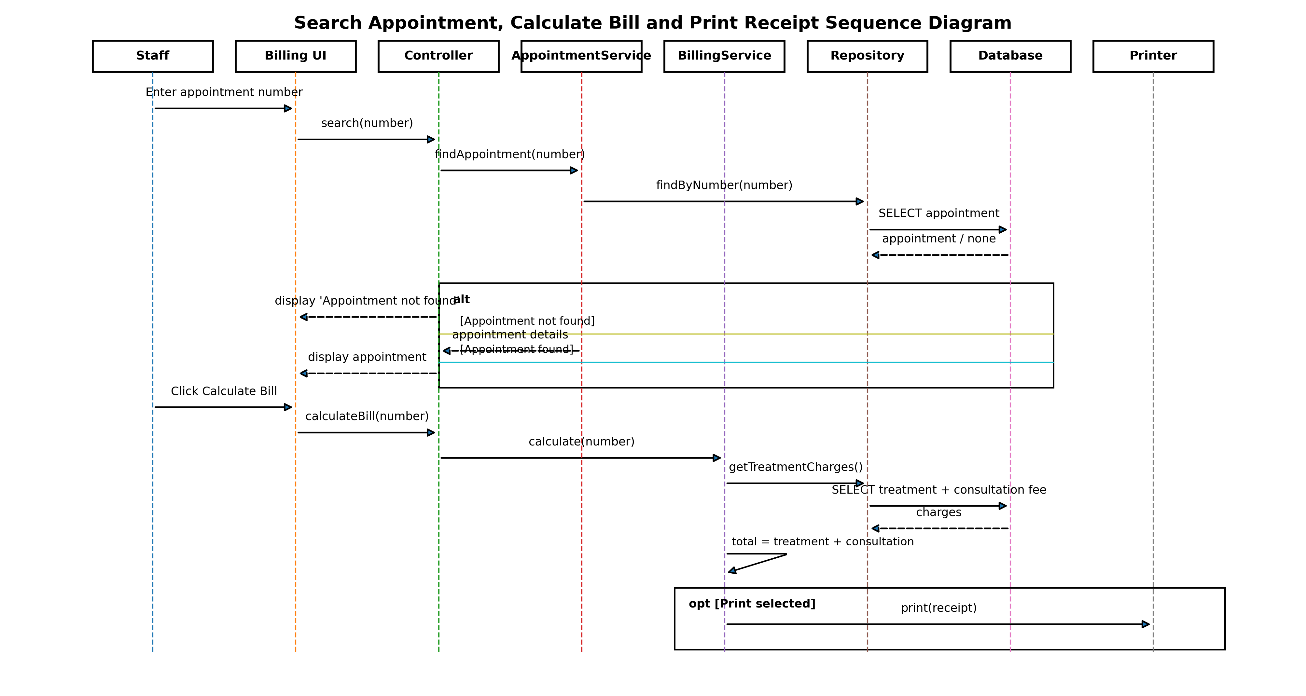 Search Appointment, Calculate Bill and Print Receipt Sequence Diagram
Staff
Billing UI
Controller
AppointmentService
BillingService
Repository
Database
Printer
Enter appointment number
search(number)
findAppointment(number)
findByNumber(number)
SELECT appointment
appointment / none
alt
display 'Appointment not found'
[Appointment not found]
appointment details
[Appointment found]
display appointment
Click Calculate Bill
calculateBill(number)
calculate(number)
getTreatmentCharges()
SELECT treatment + consultation fee
charges
total = treatment + consultation
opt [Print selected]
print(receipt)